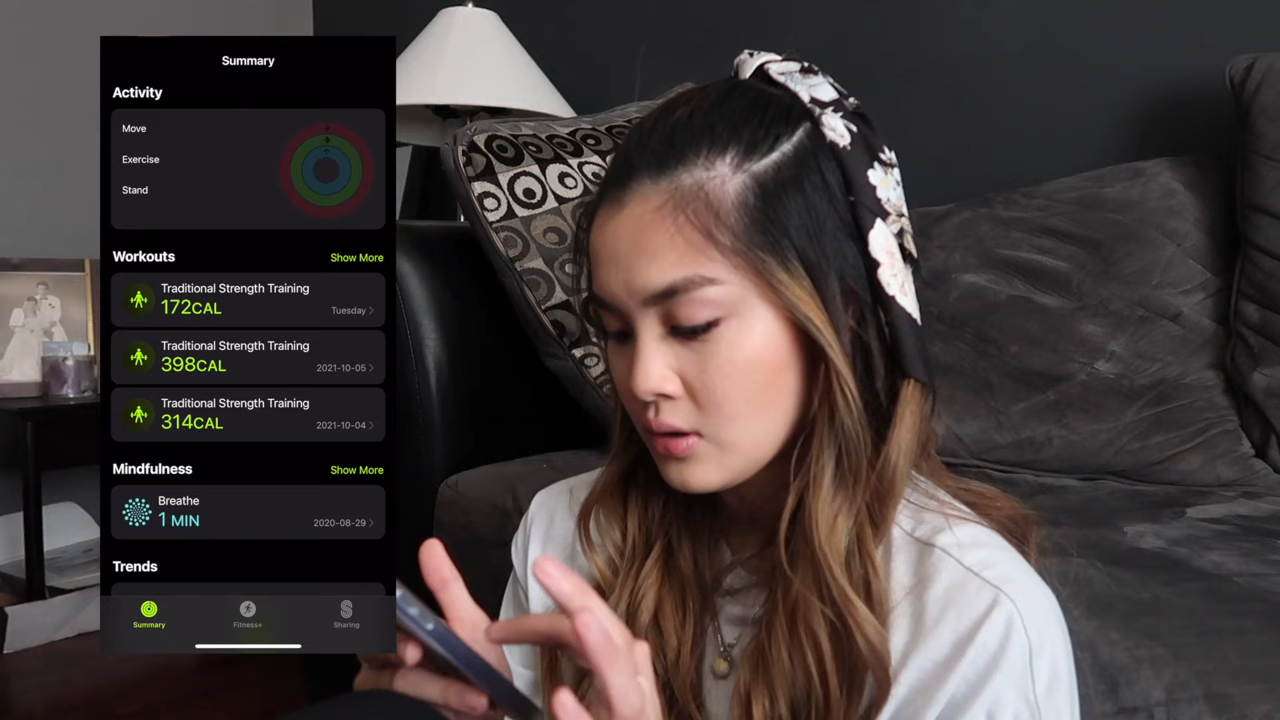 Summary
Activity
Move
Exercise
Stand
Workouts
Show More
Traditional Strength Training
172CAL
Tuesday
Traditional Strength Training
398CAL
2021-10-05
Traditional Strength Training
314CAL
2021-10-04
Mindfulness
Show More
Breathe
1 MIN
2020-08-29
Trends
Summary
Fitness+
Sharing